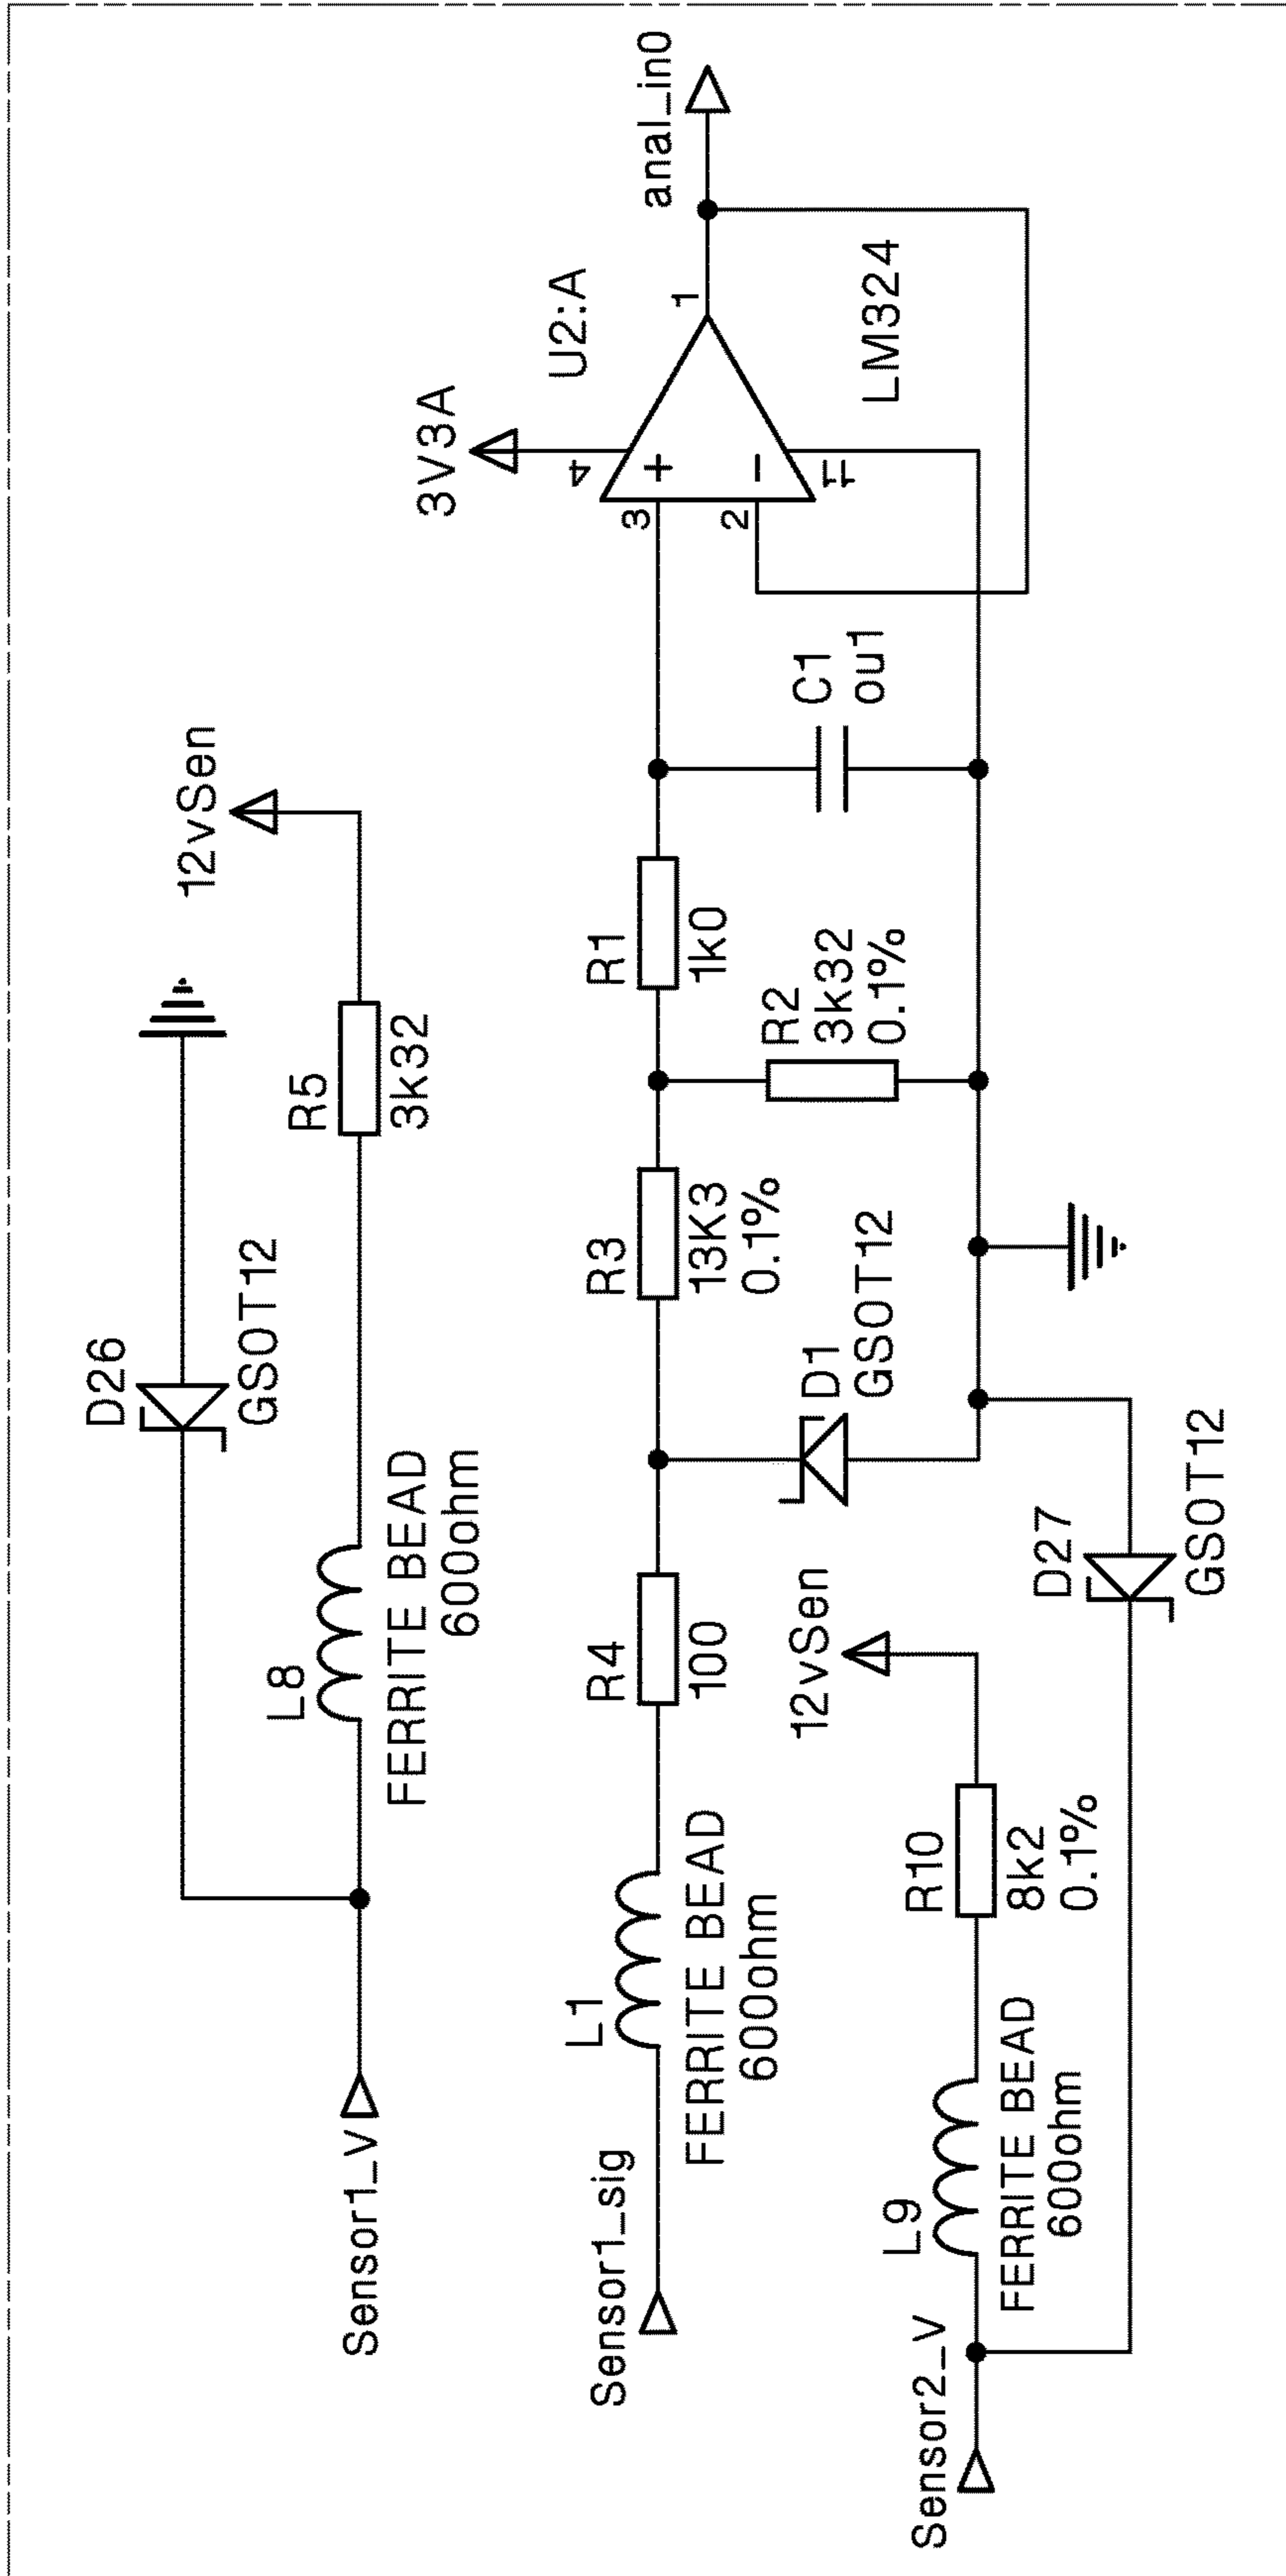 D26
GSOT12
12vSen
R5
3k32
L8
FERRITE BEAD
600ohm
Sensor1_V
3V3A
U2:A
anal_in0
4
3
+
1
2
−
11
LM324
R1
1k0
C1
ou1
R2
3k32
0.1%
R3
13K3
0.1%
D1
GSOT12
R4
100
L1
FERRITE BEAD
600ohm
Sensor1_sig
12vSen
R10
8k2
0.1%
L9
FERRITE BEAD
600ohm
Sensor2_V
D27
GSOT12